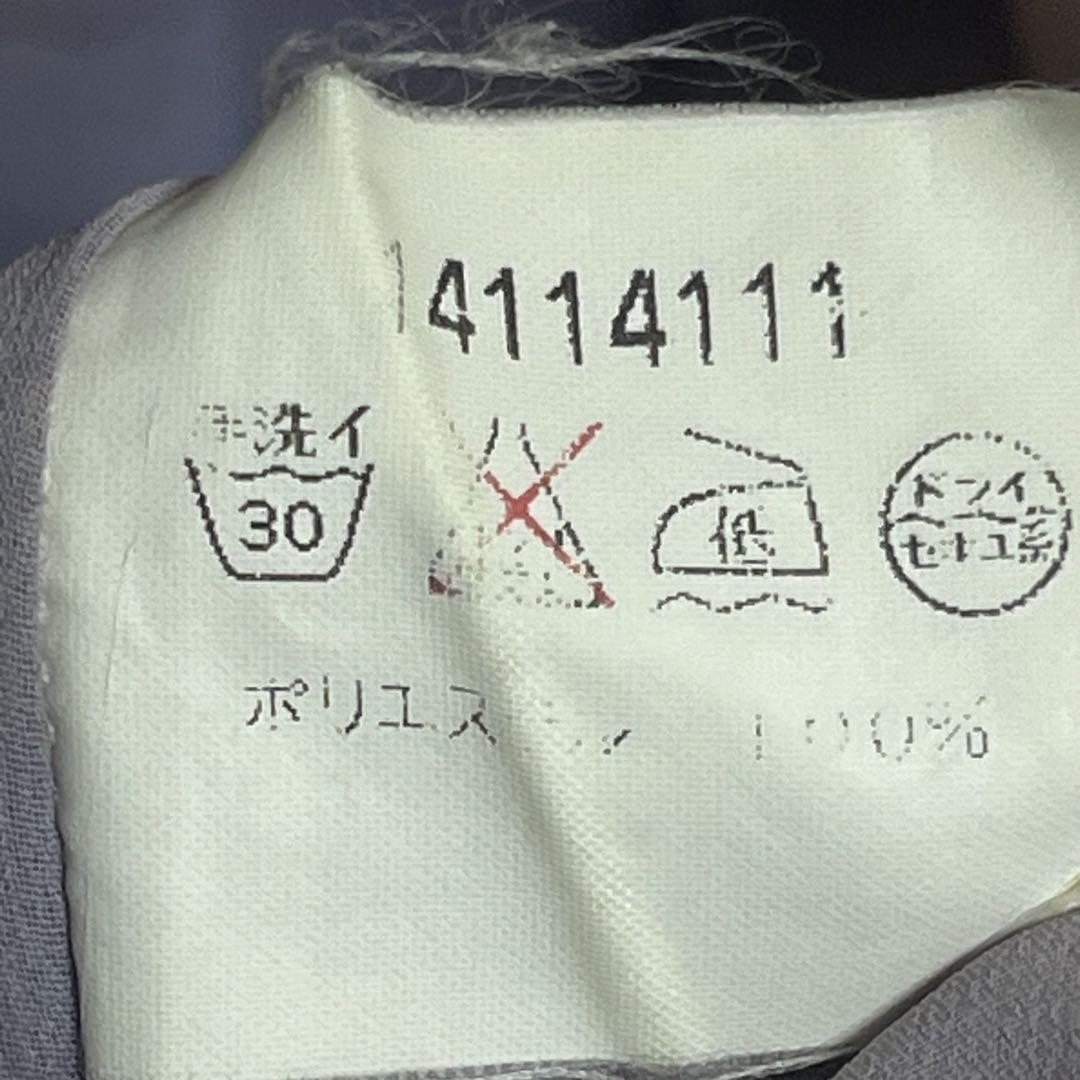 4114111
手洗イ
30
低
ドライ
セキユ系
ポリエステル 100%